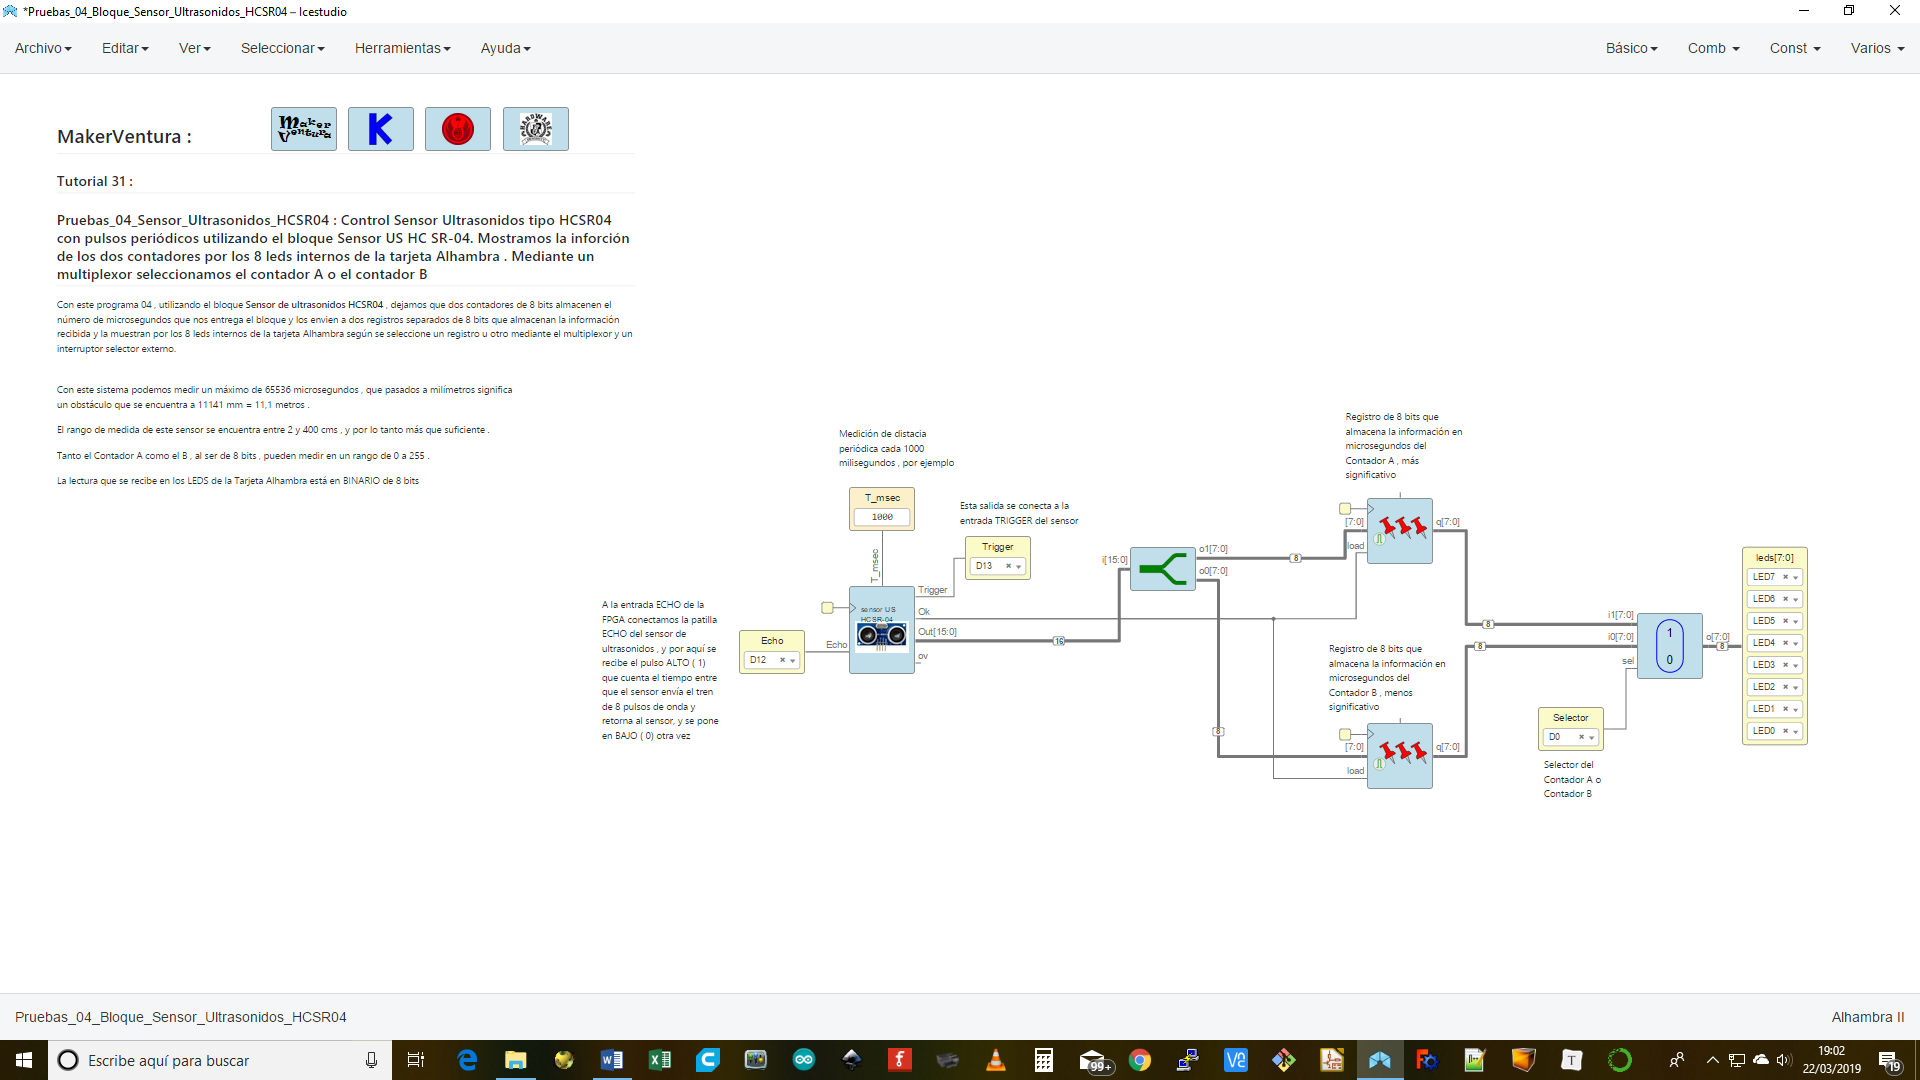 *Pruebas_04_Bloque_Sensor_Ultrasonidos_HCSR04 – Icestudio
Archivo Editar Ver Seleccionar Herramientas Ayuda Básico Comb Const Varios
MakerVentura :
Maker Ventura
K
HARDWARE
Tutorial 31 :
Pruebas_04_Sensor_Ultrasonidos_HCSR04 : Control Sensor Ultrasonidos tipo HCSR04
con pulsos periódicos utilizando el bloque Sensor US HC SR-04. Mostramos la inforción
de los dos contadores por los 8 leds internos de la tarjeta Alhambra . Mediante un
multiplexor seleccionamos el contador A o el contador B
Con este programa 04 , utilizando el bloque Sensor de ultrasonidos HCSR04 , dejamos que dos contadores de 8 bits almacenen el
número de microsegundos que nos entrega el bloque y los envien a dos registros separados de 8 bits que almacenan la información
recibida y la muestran por los 8 leds internos de la tarjeta Alhambra según se seleccione un registro u otro mediante el multiplexor y un
interruptor selector externo.
Con este sistema podemos medir un máximo de 65536 microsegundos , que pasados a milímetros significa
un obstáculo que se encuentra a 11141 mm = 11,1 metros .
El rango de medida de este sensor se encuentra entre 2 y 400 cms , y por lo tanto más que suficiente .
Tanto el Contador A como el B , al ser de 8 bits , pueden medir en un rango de 0 a 255 .
La lectura que se recibe en los LEDS de la Tarjeta Alhambra está en BINARIO de 8 bits
Medición de distacia
periódica cada 1000
milisegundos , por ejemplo
T_msec
1000
T_msec
Esta salida se conecta a la
entrada TRIGGER del sensor
Trigger
D13
A la entrada ECHO de la
FPGA conectamos la patilla
ECHO del sensor de
ultrasonidos , y por aquí se
recibe el pulso ALTO ( 1)
que cuenta el tiempo entre
que el sensor envía el tren
de 8 pulsos de onda y
retorna al sensor, y se pone
en BAJO ( 0) otra vez
Echo
D12
Echo
sensor US
HCSR-04
Trigger
Ok
Out[15:0]
ov
16
i[15:0]
o1[7:0]
o0[7:0]
8
8
Registro de 8 bits que
almacena la información en
microsegundos del
Contador A , más
significativo
[7:0]
load
q[7:0]
Registro de 8 bits que
almacena la información en
microsegundos del
Contador B , menos
significativo
[7:0]
load
q[7:0]
8
8
i1[7:0]
i0[7:0]
sel
1
0
o[7:0]
8
Selector
D0
Selector del
Contador A o
Contador B
leds[7:0]
LED7
LED6
LED5
LED4
LED3
LED2
LED1
LED0
Pruebas_04_Bloque_Sensor_Ultrasonidos_HCSR04
Alhambra II
Escribe aquí para buscar
99+
T
19:02
22/03/2019
19